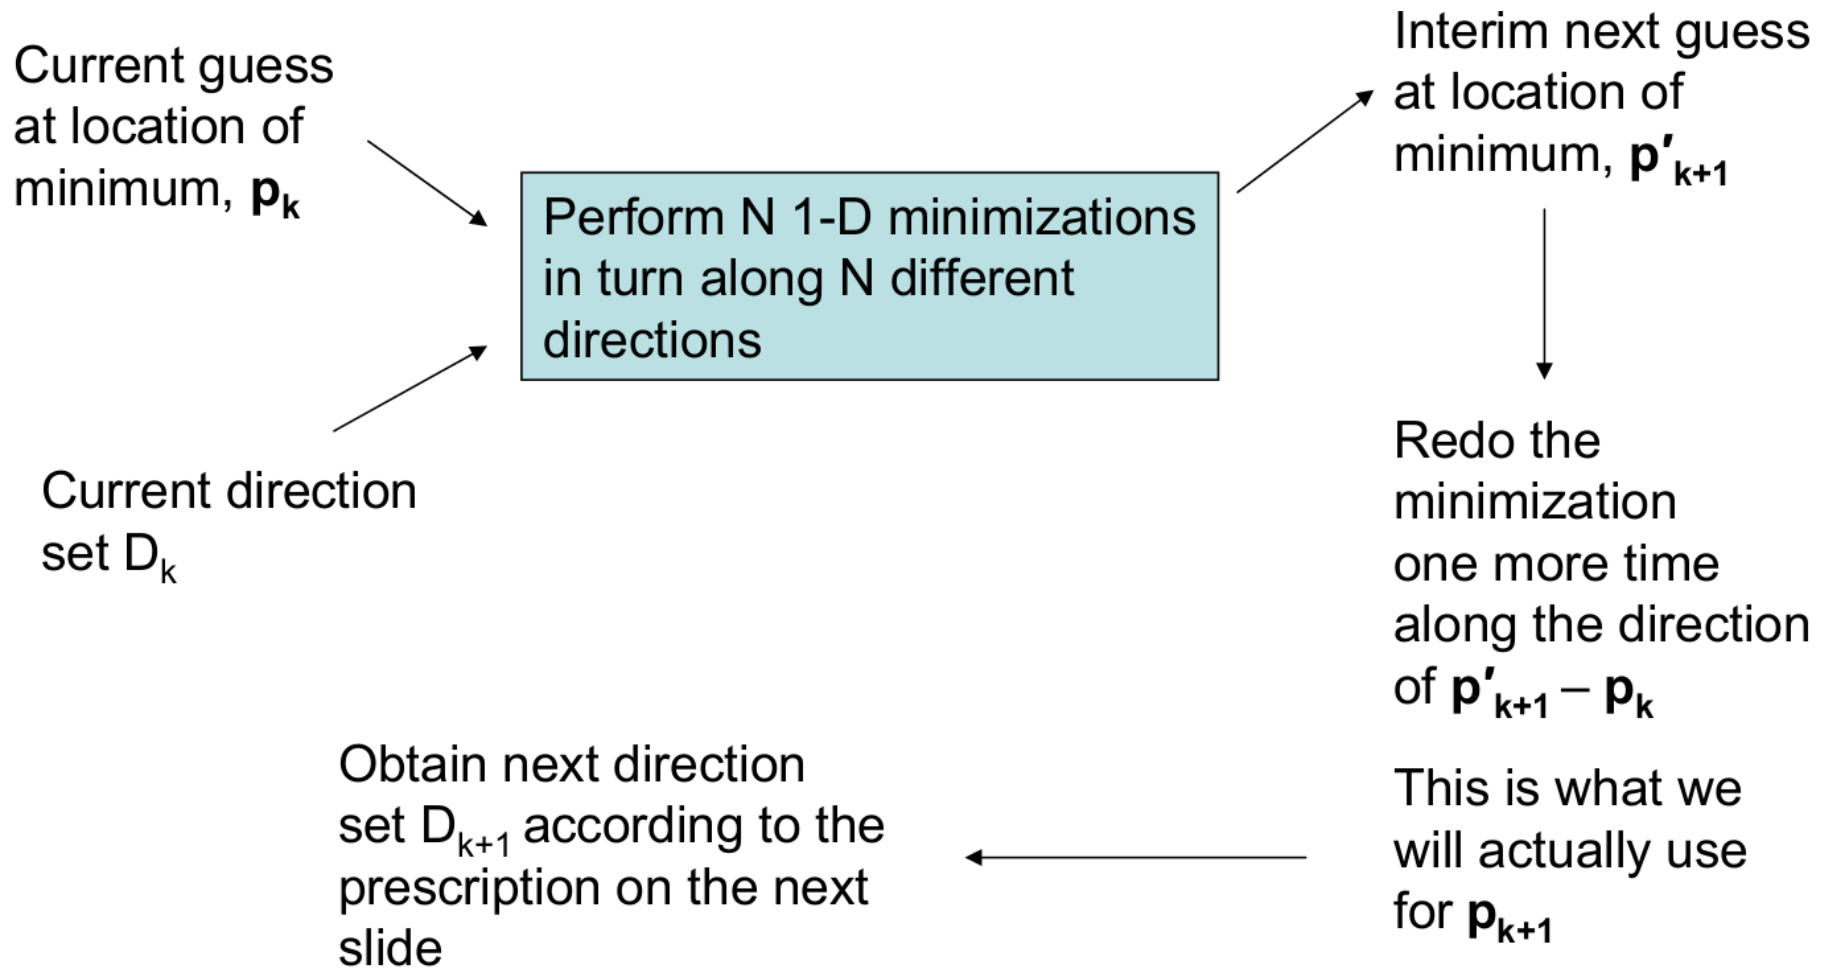 Current guess
at location of
minimum, pₖ
Current direction
set Dₖ
Perform N 1-D minimizations
in turn along N different
directions
Interim next guess
at location of
minimum, p′ₖ₊₁
Redo the
minimization
one more time
along the direction
of p′ₖ₊₁ – pₖ
This is what we
will actually use
for pₖ₊₁
Obtain next direction
set Dₖ₊₁ according to the
prescription on the next
slide